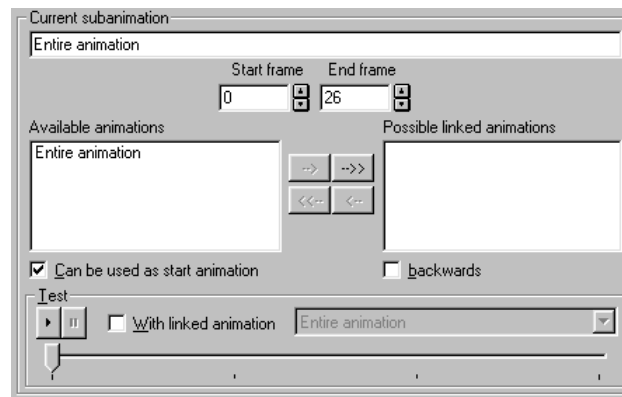 Current subanimation
Entire animation
Start frame End frame
0 26
Available animations Possible linked animations
Entire animation
--> -->>
<<-- <--
Can be used as start animation backwards
Test
With linked animation Entire animation